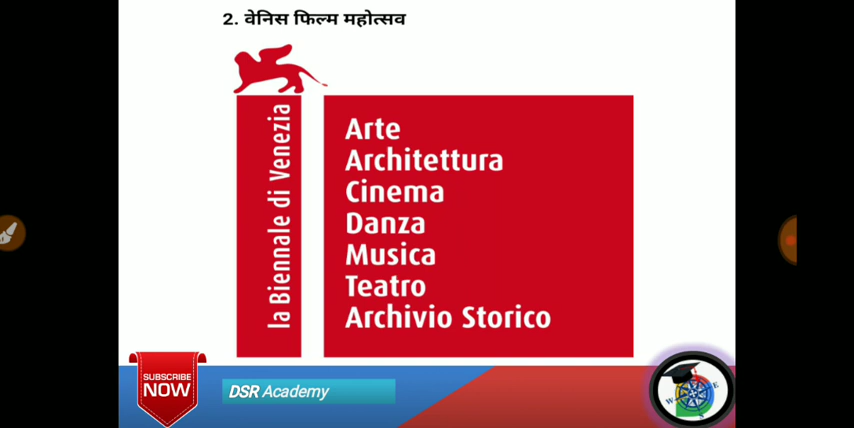 2. वेनिस फिल्म महोत्सव
la Biennale di Venezia
Arte
Architettura
Cinema
Danza
Musica
Teatro
Archivio Storico
SUBSCRIBE
NOW
DSR Academy
W
E
S